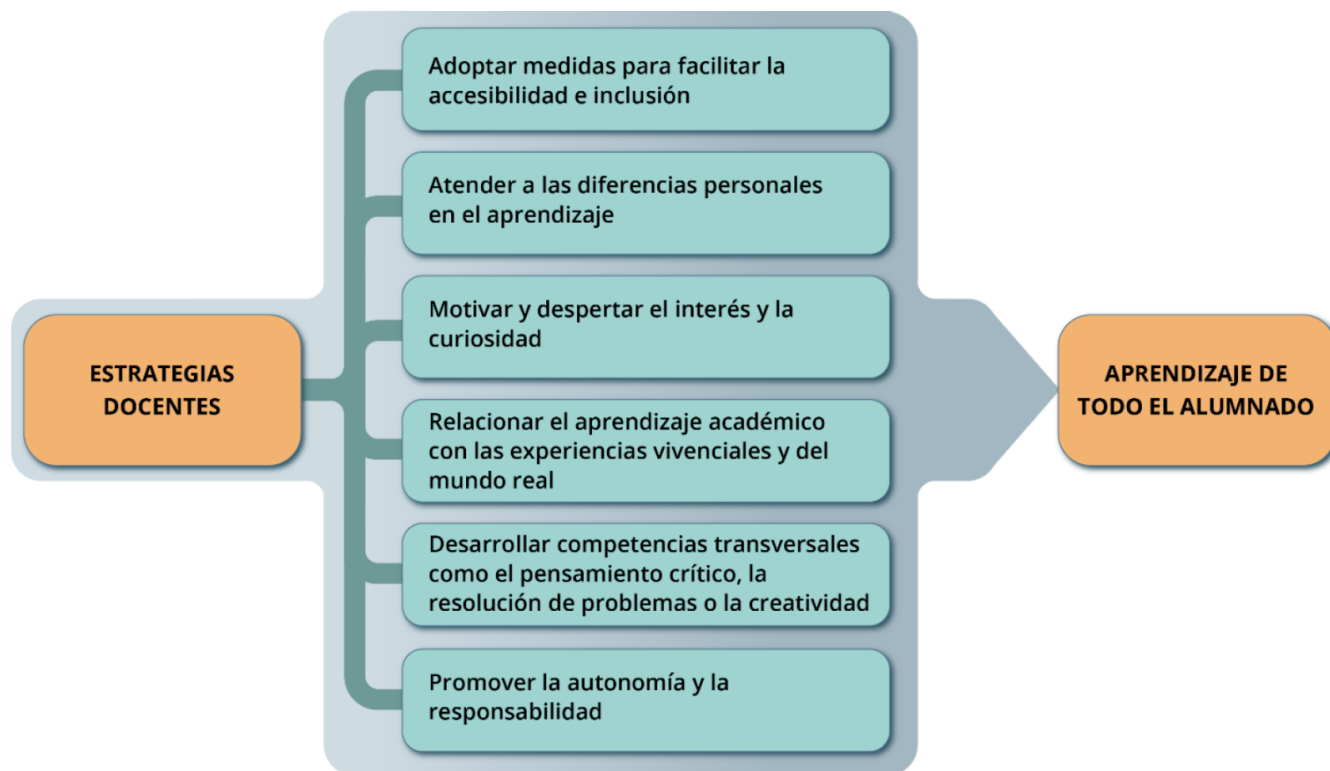 Adoptar medidas para facilitar la
accesibilidad e inclusión
Atender a las diferencias personales
en el aprendizaje
Motivar y despertar el interés y la
curiosidad
ESTRATEGIAS
DOCENTES
Relacionar el aprendizaje académico
con las experiencias vivenciales y del
mundo real
Desarrollar competencias transversales
como el pensamiento crítico, la
resolución de problemas o la creatividad
Promover la autonomía y la
responsabilidad
APRENDIZAJE DE
TODO EL ALUMNADO